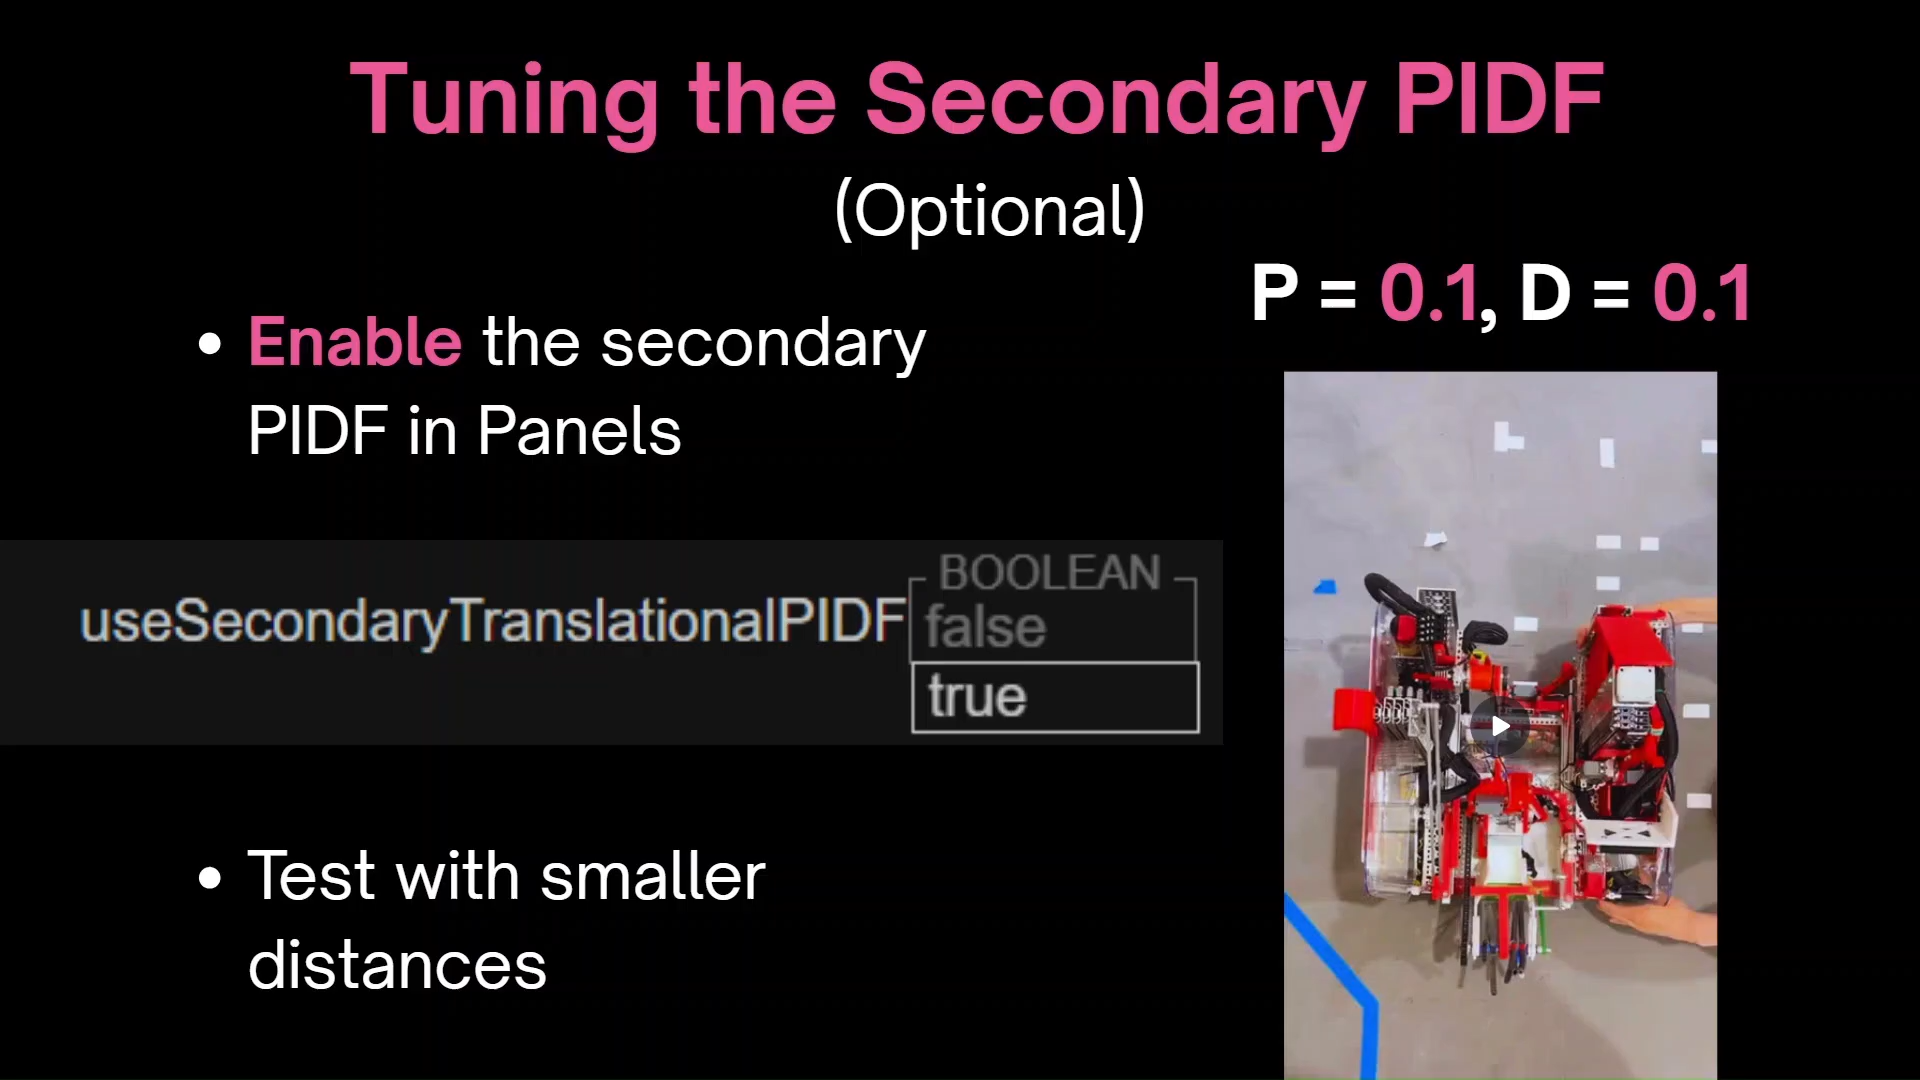 Tuning the Secondary PIDF
(Optional)
P = 0.1, D = 0.1
• Enable the secondary
PIDF in Panels
BOOLEAN
useSecondaryTranslationalPIDF false
true
• Test with smaller
distances